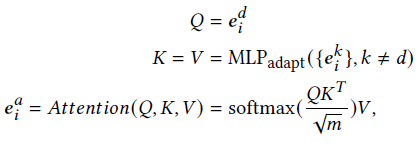 Q = e_i^d
K = V = MLP_adapt({e_i^k}, k ≠ d)
e_i^a = Attention(Q, K, V) = softmax(QK^T / √m)V,